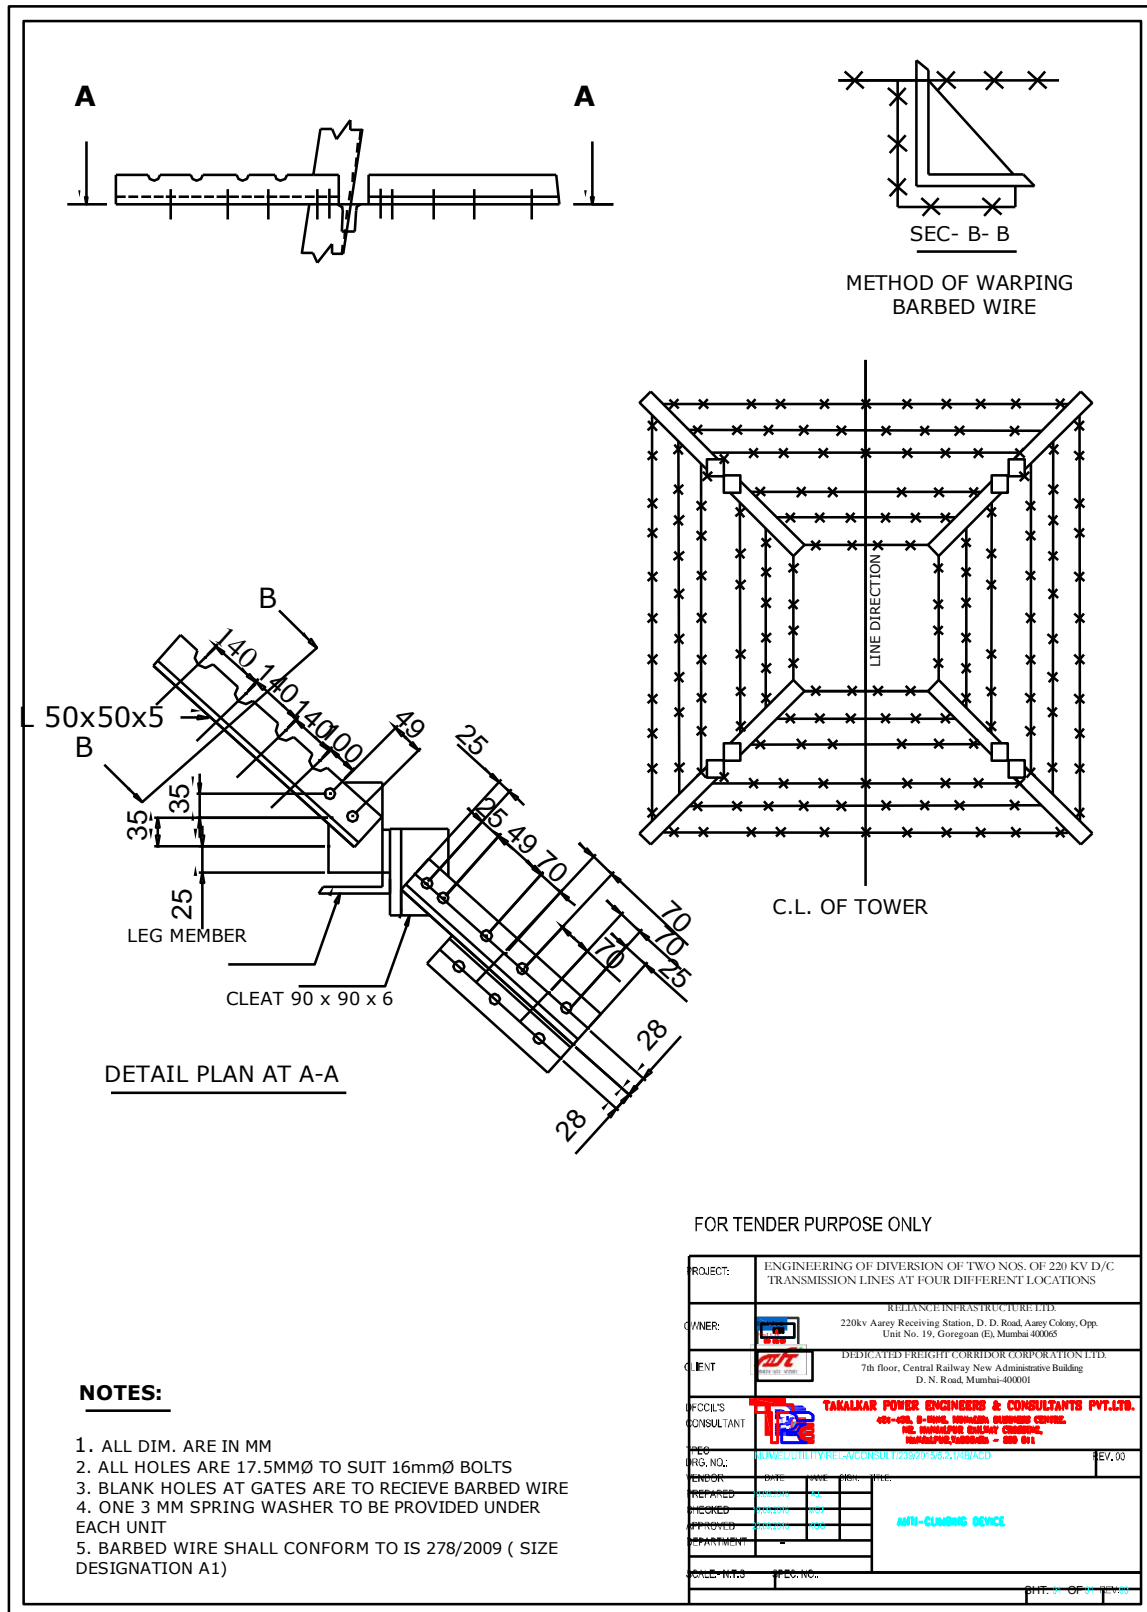 A
A
SEC- B- B
METHOD OF WARPING
BARBED WIRE
LINE DIRECTION
C.L. OF TOWER
B
140
140
140
100
49
L 50x50x5
B
35
35
25
25
25
49
70
70
70
70
25
28
28
LEG MEMBER
CLEAT 90 x 90 x 6
DETAIL PLAN AT A-A
FOR TENDER PURPOSE ONLY
PROJECT:
ENGINEERING OF DIVERSION OF TWO NOS. OF 220 KV D/C
TRANSMISSION LINES AT FOUR DIFFERENT LOCATIONS
OWNER:
RELIANCE INFRASTRUCTURE LTD.
220kv Aarey Receiving Station, D. D. Road, Aarey Colony, Opp.
Unit No. 19, Goregoan (E), Mumbai 400065
CLIENT
DEDICATED FREIGHT CORRIDOR CORPORATION LTD.
7th floor, Central Railway New Administrative Building
D. N. Road, Mumbai-400001
DFCCIL'S
CONSULTANT
TAKALKAR POWER ENGINEERS & CONSULTANTS PVT.LTD.
DRG. NO.:
REV. 00
VENDOR DATE NAME SIGN. TITLE:
PREPARED
CHECKED
APPROVED
DEPARTMENT -
ANTI-CLIMBING DEVICE
SCALE:- N.T.S SPEC. NO.:
SHT: OF REV:
NOTES:
1. ALL DIM. ARE IN MM
2. ALL HOLES ARE 17.5MMØ TO SUIT 16mmØ BOLTS
3. BLANK HOLES AT GATES ARE TO RECIEVE BARBED WIRE
4. ONE 3 MM SPRING WASHER TO BE PROVIDED UNDER
EACH UNIT
5. BARBED WIRE SHALL CONFORM TO IS 278/2009 ( SIZE
DESIGNATION A1)